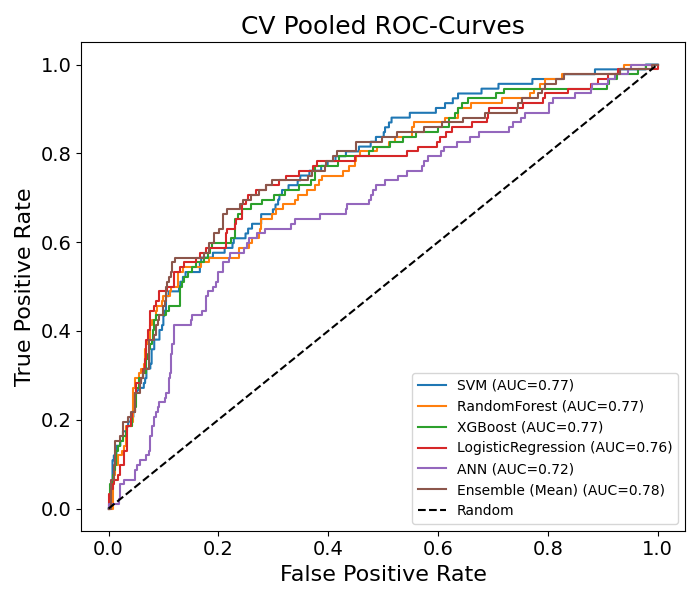 CV Pooled ROC-Curves
True Positive Rate
1.0
0.8
0.6
0.4
0.2
0.0
SVM (AUC=0.77)
RandomForest (AUC=0.77)
XGBoost (AUC=0.77)
LogisticRegression (AUC=0.76)
ANN (AUC=0.72)
Ensemble (Mean) (AUC=0.78)
Random
0.0 0.2 0.4 0.6 0.8 1.0
False Positive Rate